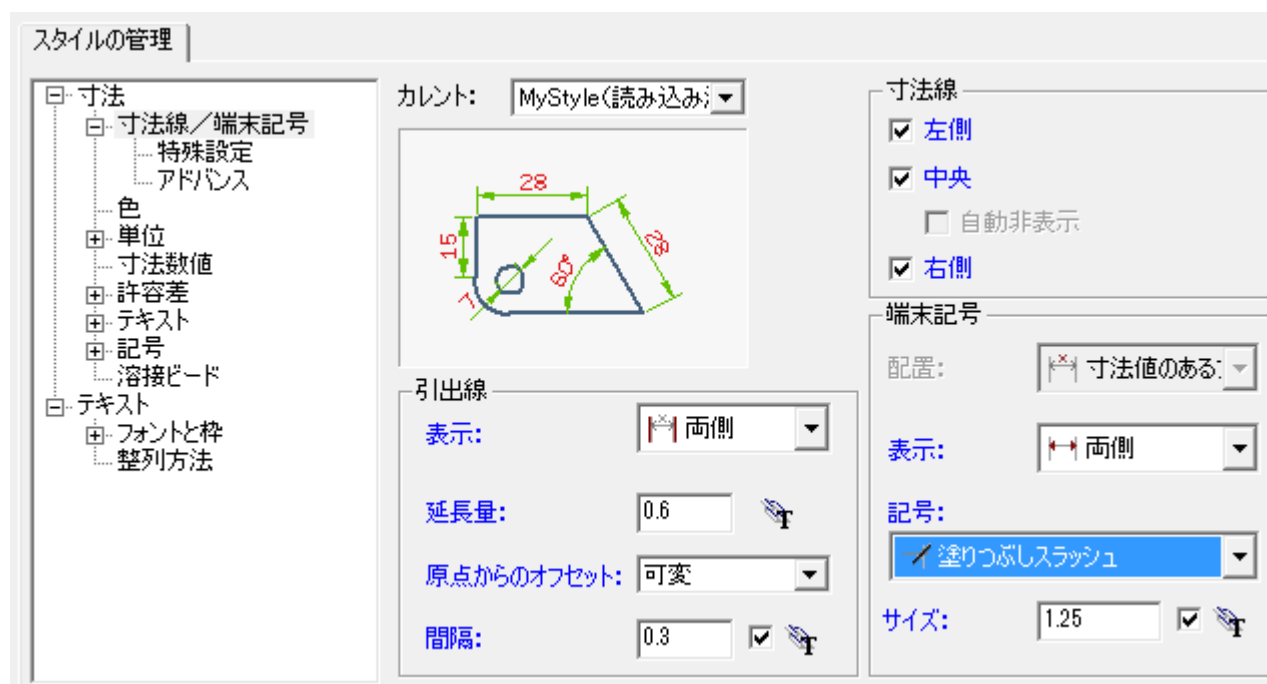 スタイルの管理
寸法
寸法線／端末記号
特殊設定
アドバンス
色
単位
寸法数値
許容差
テキスト
記号
溶接ビード
テキスト
フォントと枠
整列方法
カレント: MyStyle(読み込み
28
15
28
80°
7
引出線
表示: 両側
延長量: 0.6
原点からのオフセット: 可変
間隔: 0.3
寸法線
左側
中央
自動非表示
右側
端末記号
配置: 寸法値のある
表示: 両側
記号:
塗りつぶしスラッシュ
サイズ: 1.25